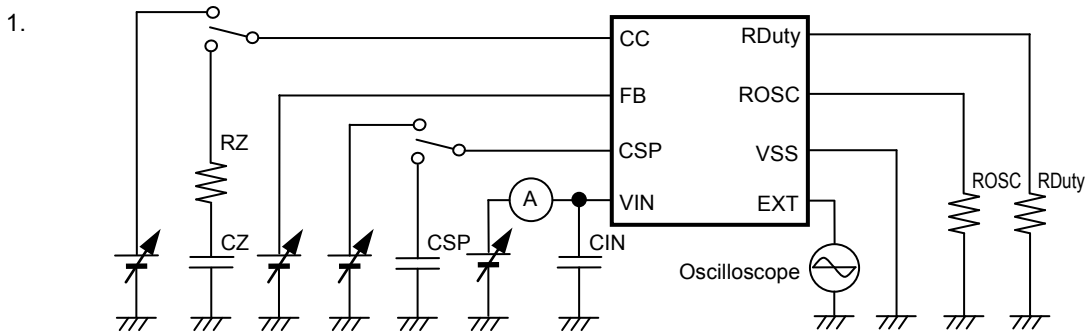 1.
CC RDuty
FB ROSC
CSP VSS
VIN EXT
RZ
CZ
CSP
A
CIN
Oscilloscope
ROSC RDuty